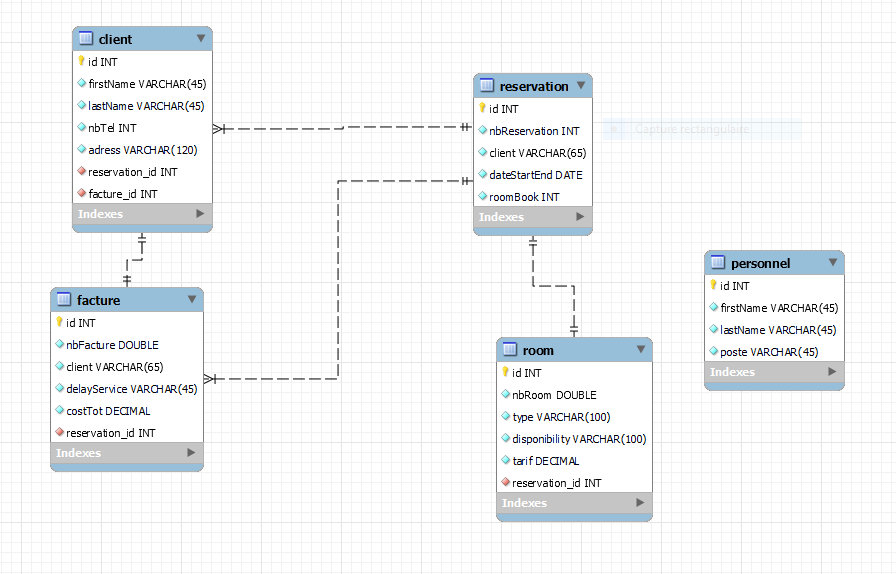 client
id INT
firstName VARCHAR(45)
lastName VARCHAR(45)
nbTel INT
adress VARCHAR(120)
reservation_id INT
facture_id INT
Indexes
reservation
id INT
nbReservation INT
client VARCHAR(65)
dateStartEnd DATE
roomBook INT
Indexes
Capture rectangulaire
facture
id INT
nbFacture DOUBLE
client VARCHAR(65)
delayService VARCHAR(45)
costTot DECIMAL
reservation_id INT
Indexes
room
id INT
nbRoom DOUBLE
type VARCHAR(100)
disponibility VARCHAR(100)
tarif DECIMAL
reservation_id INT
Indexes
personnel
id INT
firstName VARCHAR(45)
lastName VARCHAR(45)
poste VARCHAR(45)
Indexes